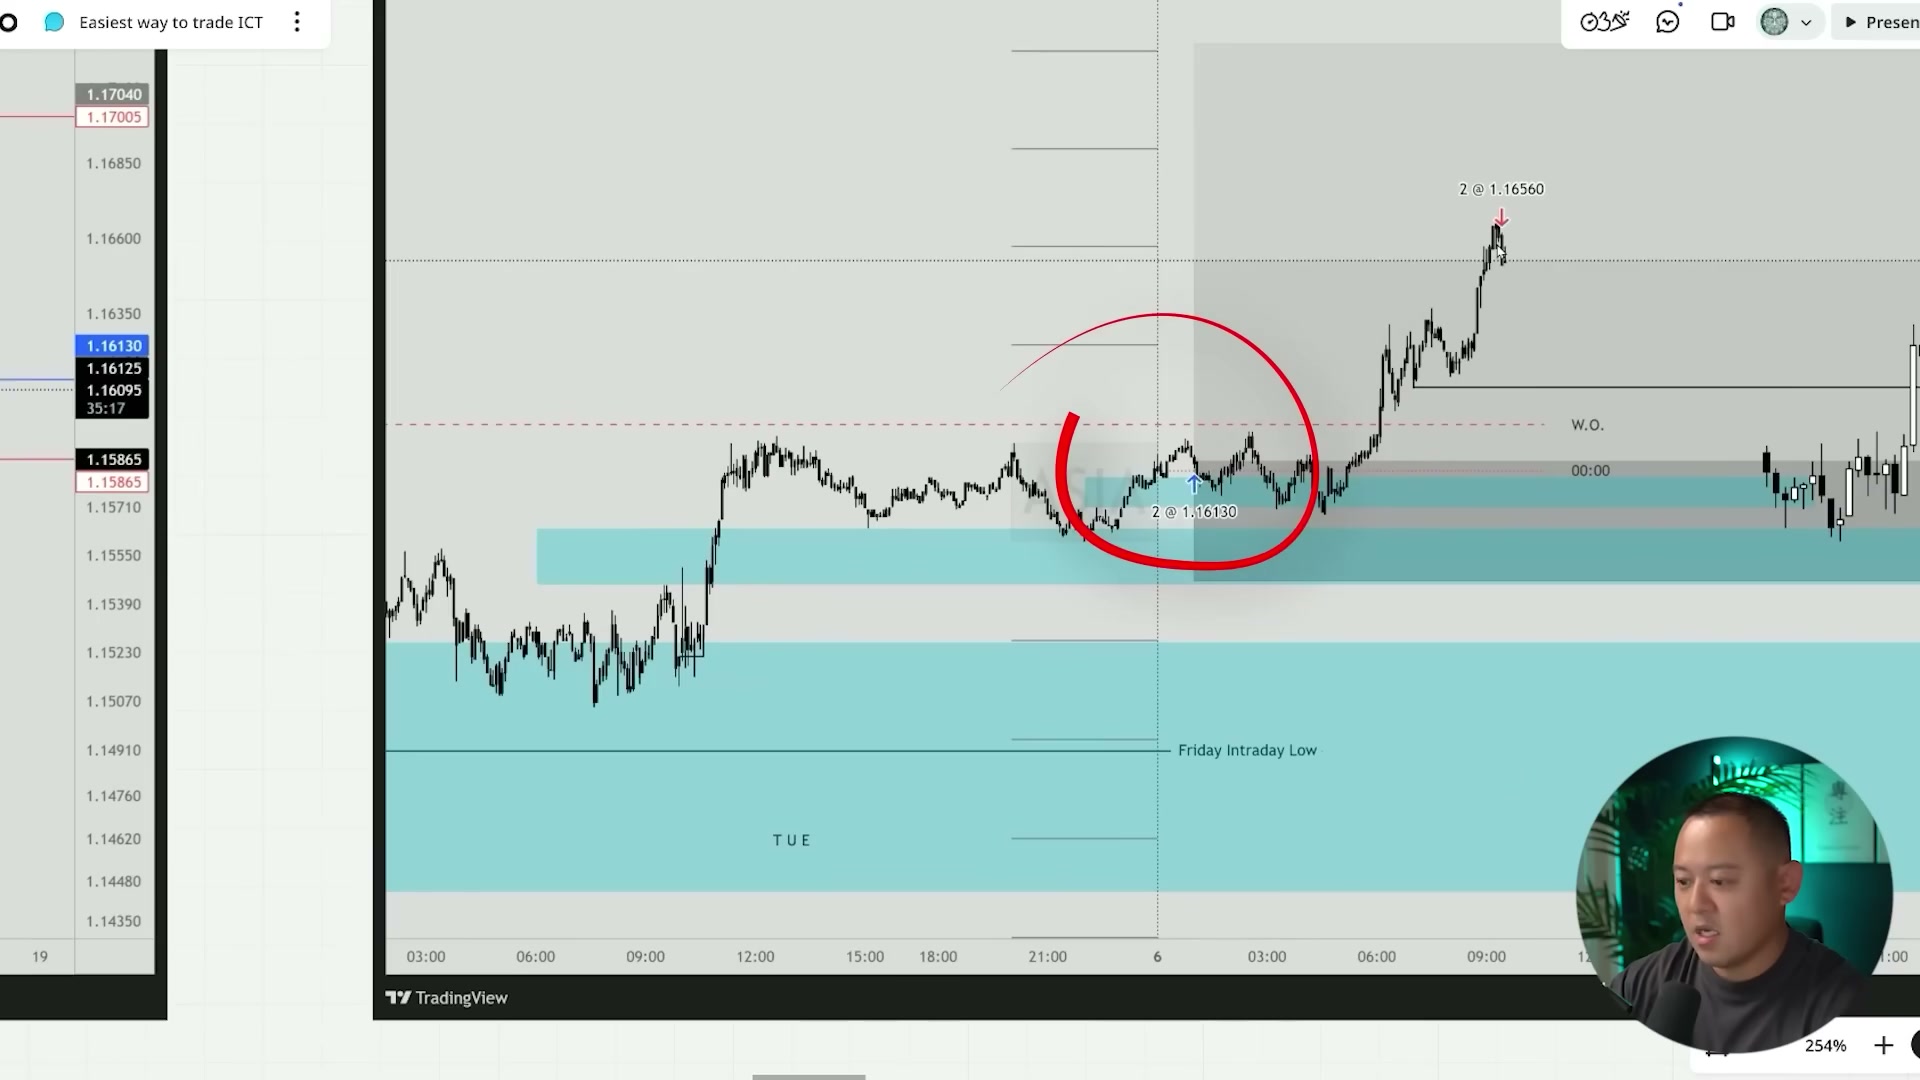 Easiest way to trade ICT
Presen
1.17040
1.17005
1.16850
1.16600
1.16350
1.16130
1.16125
1.16095
35:17
1.15865
1.15865
1.15710
1.15550
1.15390
1.15230
1.15070
1.14910
1.14760
1.14620
1.14480
1.14350
19
2 @ 1.16560
W.O.
00:00
ASIA
2 @ 1.16130
Friday Intraday Low
TUE
03:00 06:00 09:00 12:00 15:00 18:00 21:00 6 03:00 06:00 09:00
TradingView
專
注
254%